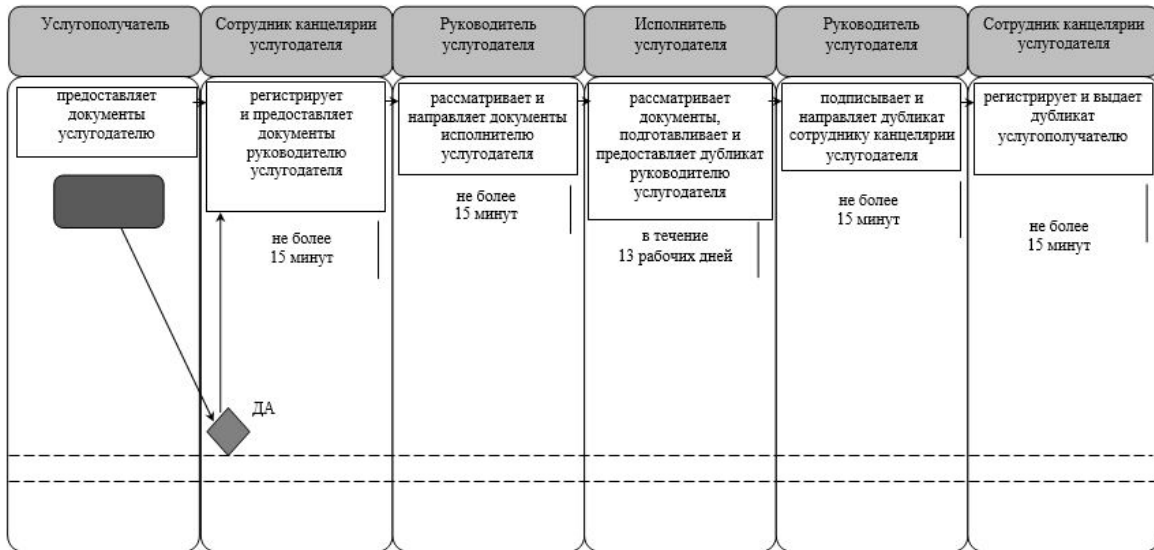 Услугополучатель
Сотрудник канцелярии
услугодателя
Руководитель
услугодателя
Исполнитель
услугодателя
Руководитель
услугодателя
Сотрудник канцелярии
услугодателя
предоставляет
документы
услугодателю
регистрирует
и предоставляет
документы
руководителю
услугодателя
рассматривает и
направляет документы
исполнителю
услугодателя
рассматривает
документы,
подготавливает и
предоставляет дубликат
руководителю
услугодателя
подписывает и
направляет дубликат
сотруднику канцелярии
услугодателя
регистрирует и выдает
дубликат
услугополучателю
не более
15 минут
не более
15 минут
в течение
13 рабочих дней
не более
15 минут
не более
15 минут
ДА